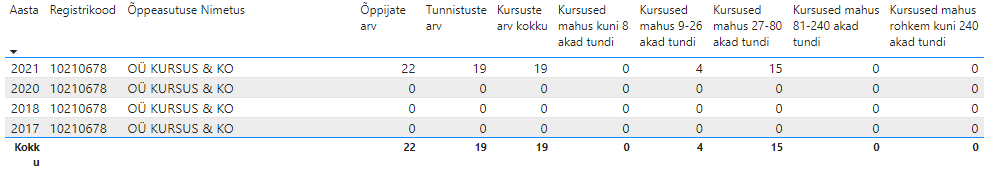 Aasta Registrikood Õppeasutuse Nimetus Õppijate arv Tunnistuste arv Kursuste arv kokku Kursused mahus kuni 8 akad tundi Kursused mahus 9-26 akad tundi Kursused mahus 27-80 akad tundi Kursused mahus 81-240 akad tundi Kursused mahus rohkem kuni 240 akad tundi
2021 10210678 OÜ KURSUS & KO 22 19 19 0 4 15 0 0
2020 10210678 OÜ KURSUS & KO 0 0 0 0 0 0 0 0
2018 10210678 OÜ KURSUS & KO 0 0 0 0 0 0 0 0
2017 10210678 OÜ KURSUS & KO 0 0 0 0 0 0 0 0
Kokku 22 19 19 0 4 15 0 0